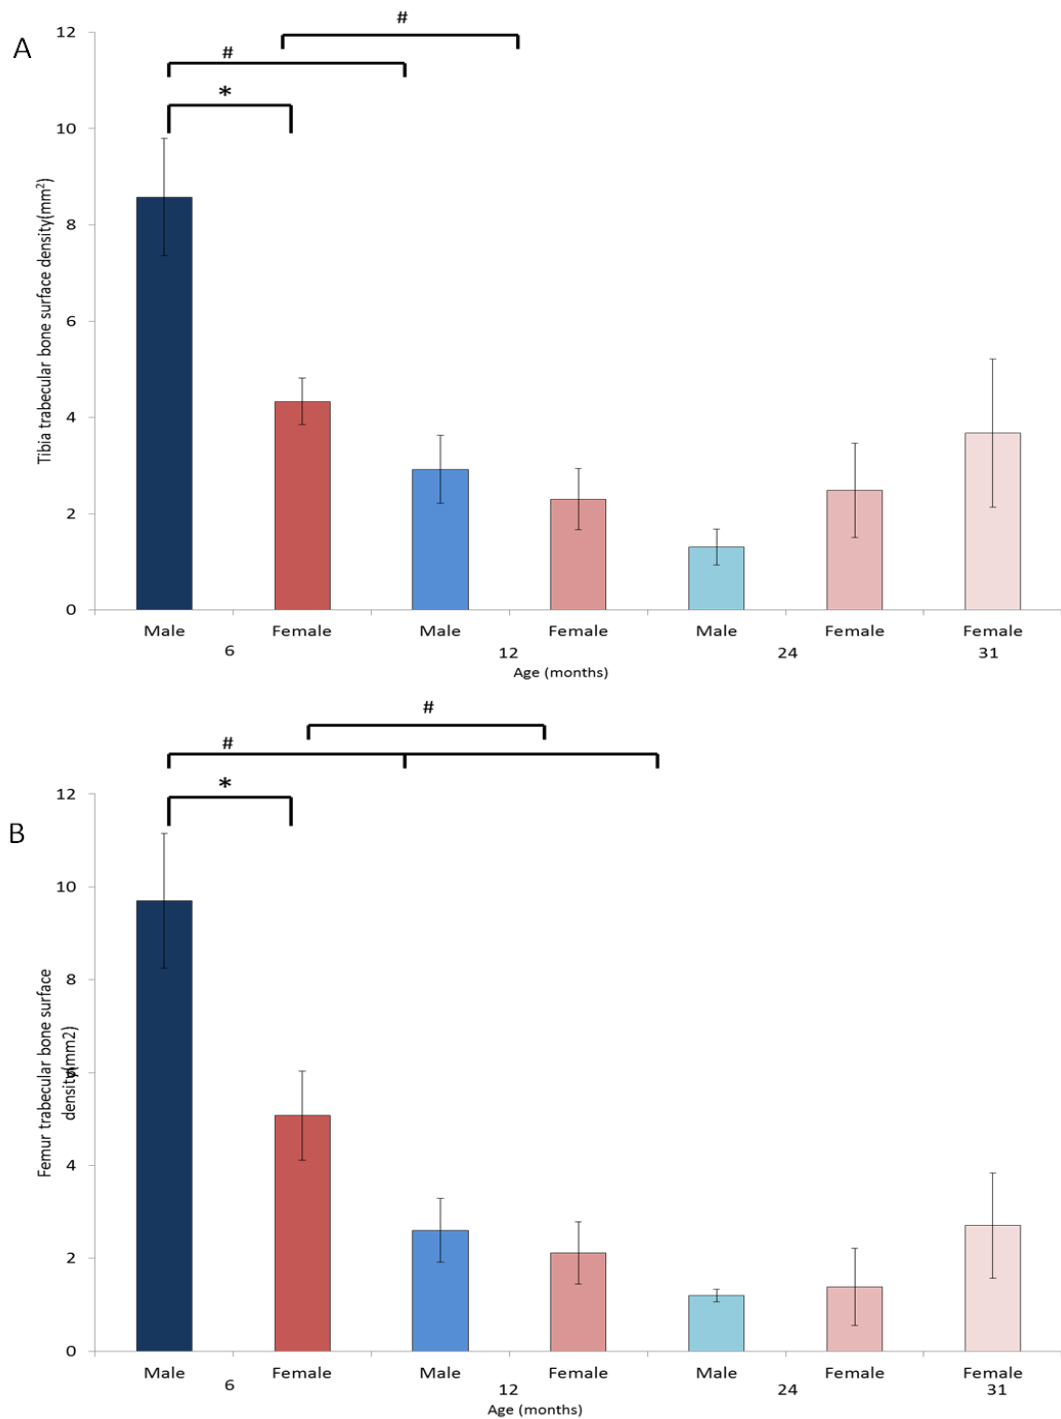 #
12
A
#
*
10
Tibia trabecular bone surface density(mm²)
8
6
4
2
0
Male Female Male Female Male Female Female
6 12 24 31
Age (months)
#
#
*
12
B
10
Femur trabecular bone surface
density(mm2)
8
6
4
2
0
Male Female Male Female Male Female Female
6 12 24 31
Age (months)